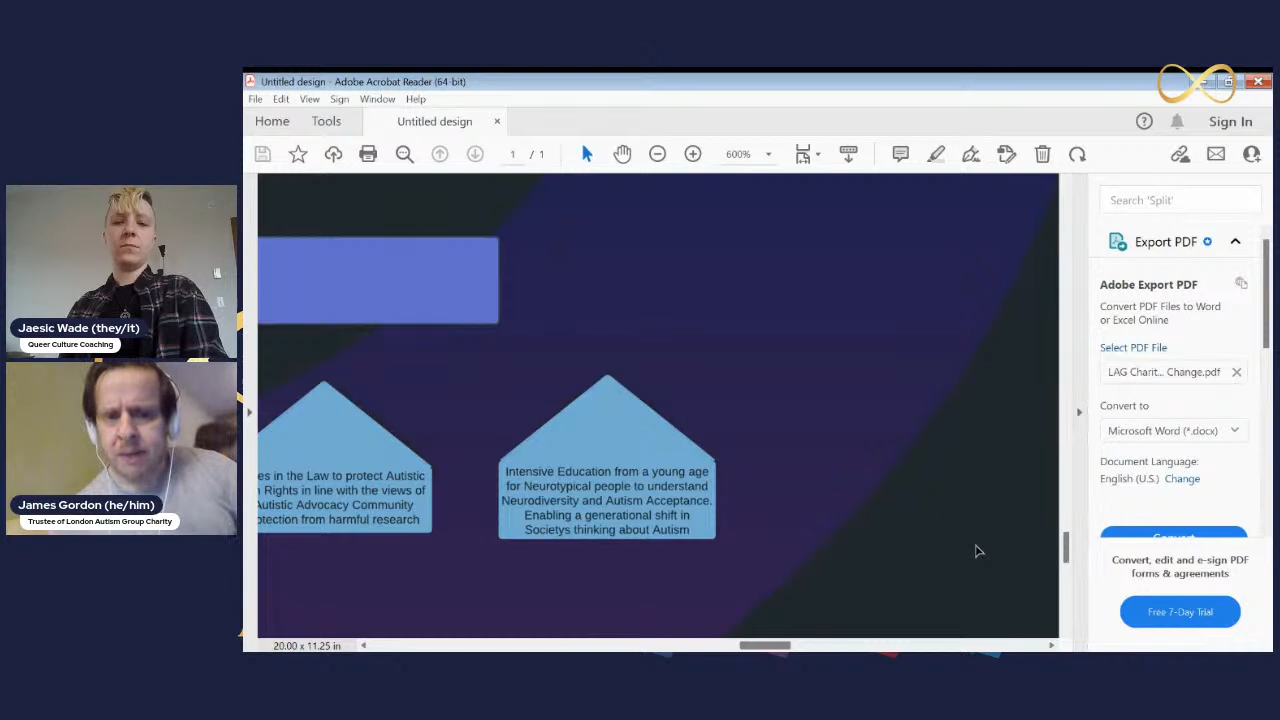 Untitled design - Adobe Acrobat Reader (64-bit)
File Edit View Sign Window Help
Home Tools Untitled design × Sign In
1 / 1 600%
Search 'Split'
Export PDF
Adobe Export PDF
Convert PDF Files to Word
or Excel Online
Select PDF File
LAG Charit... Change.pdf
Convert to
Microsoft Word (*.docx)
Document Language:
English (U.S.) Change
Convert
Convert, edit and e-sign PDF
forms & agreements
Free 7-Day Trial
es in the Law to protect Autistic
n Rights in line with the views of
Autistic Advocacy Community
otection from harmful research
Intensive Education from a young age
for Neurotypical people to understand
Neurodiversity and Autism Acceptance.
Enabling a generational shift in
Societys thinking about Autism
20.00 x 11.25 in
Jaesic Wade (they/it)
Queer Culture Coaching
James Gordon (he/him)
Trustee of London Autism Group Charity